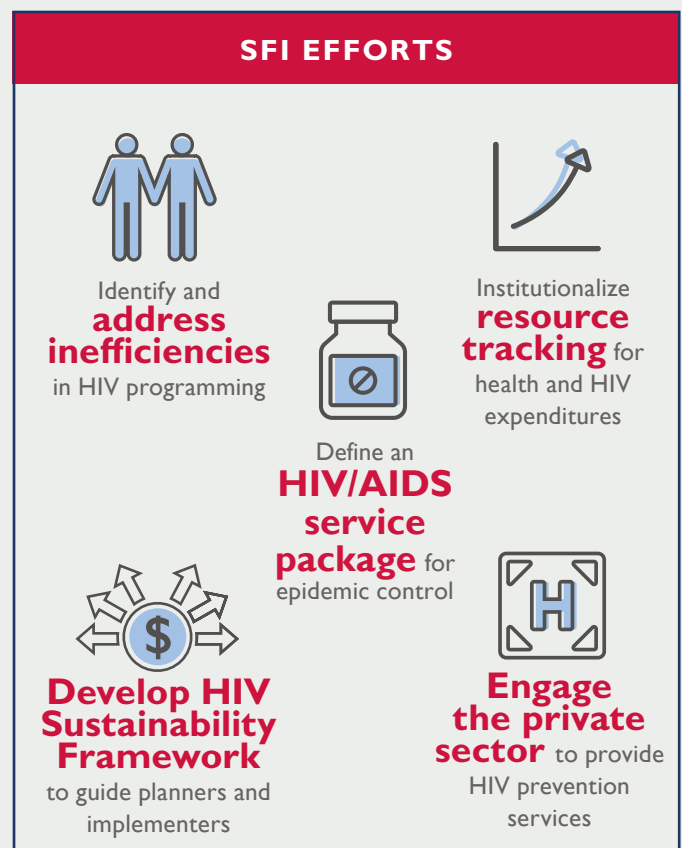 SFI EFFORTS
Identify and
address
inefficiencies
in HIV programming
Institutionalize
resource
tracking for
health and HIV
expenditures
Define an
HIV/AIDS
service
package for
epidemic control
$
Develop HIV
Sustainability
Framework
to guide planners and
implementers
H
Engage
the private
sector to provide
HIV prevention
services